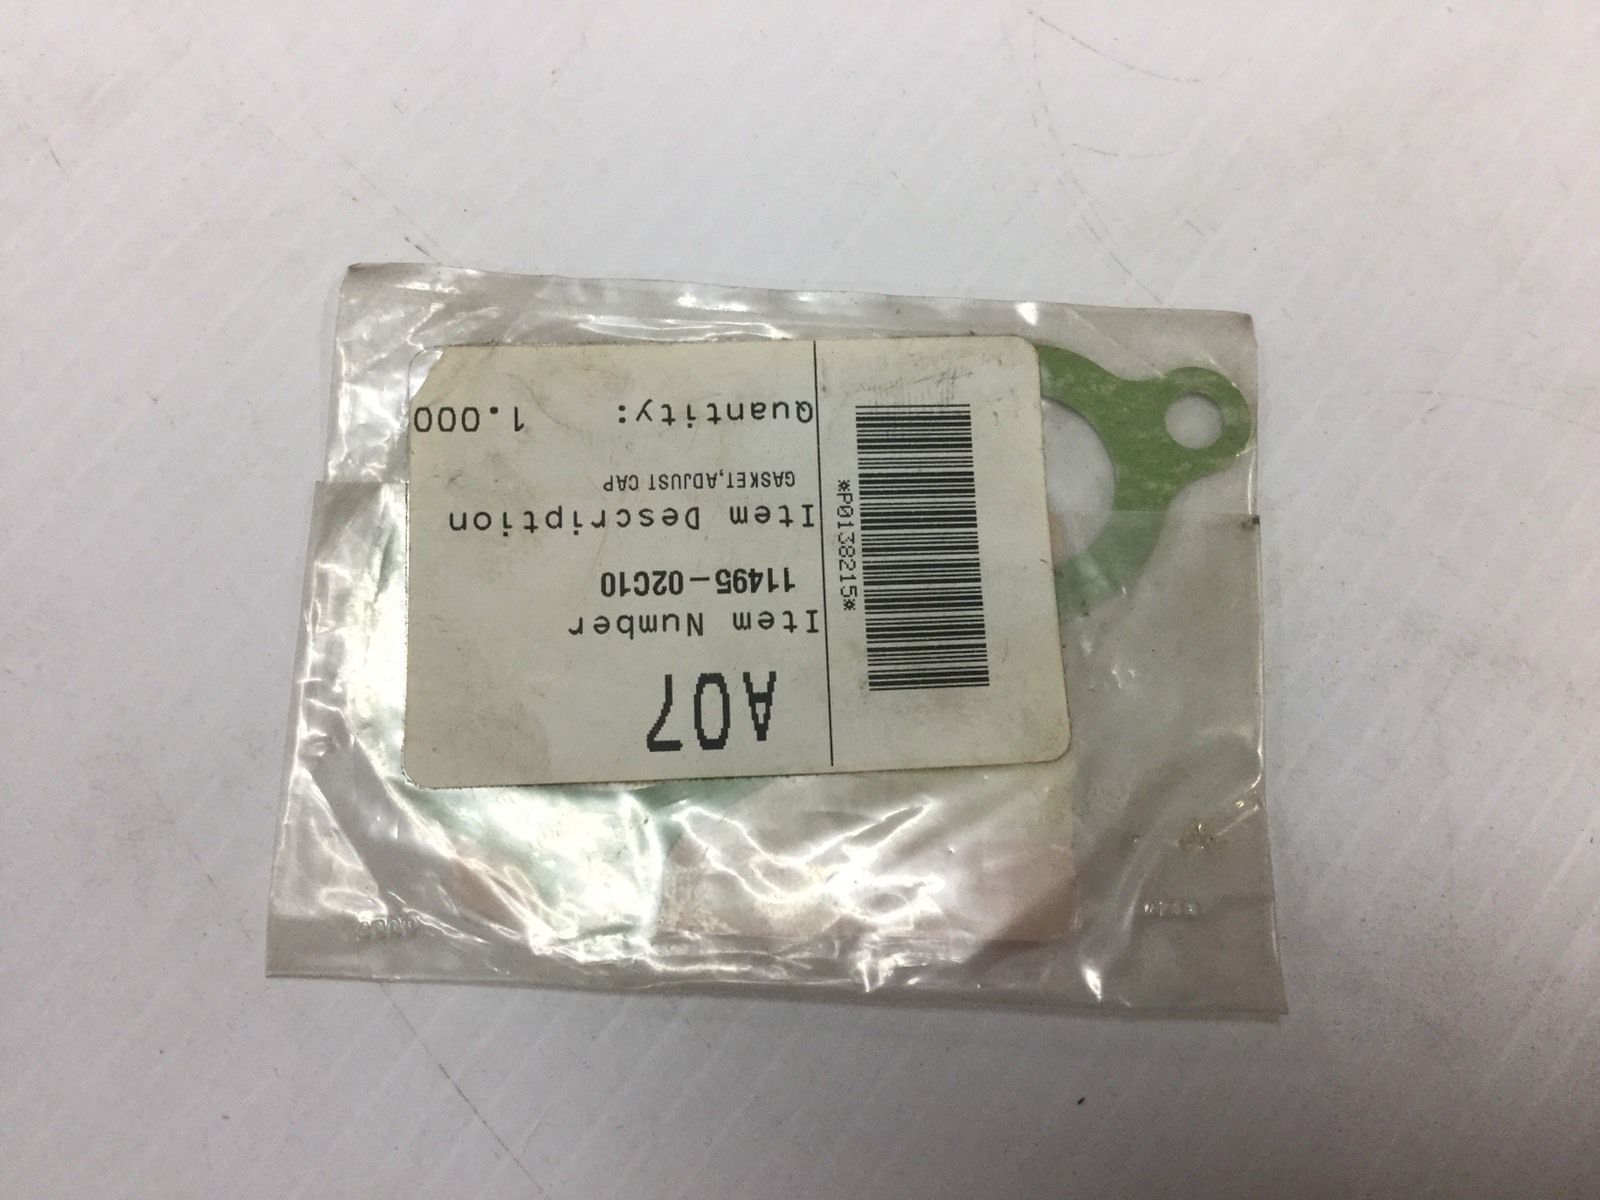 A07
Item Number
11495-02C10
Item Description
GASKET,ADJUST CAP
Quantity: 1.000
*P0138215*